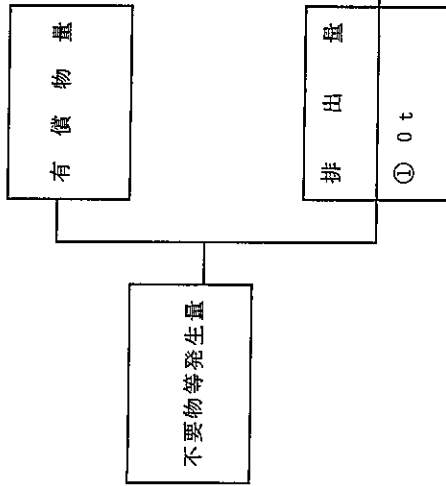 不要物等発生量
有償物量
排出量
① 0 t